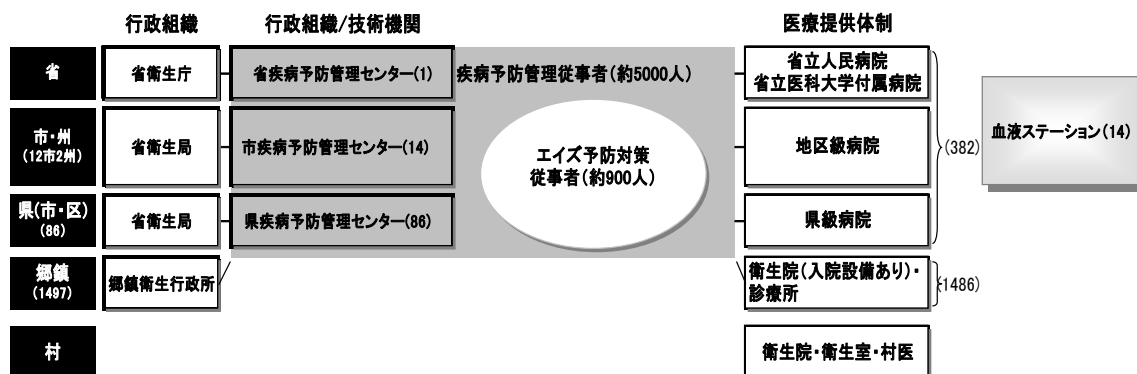 行政組織
行政組織/技術機関
医療提供体制
省
省衛生庁
省疾病予防管理センター(1)
疾病予防管理従事者(約5000人)
省立人民病院
省立医科大学付属病院
市・州
(12市2州)
省衛生局
市疾病予防管理センター(14)
エイズ予防対策
従事者(約900人)
地区級病院
(382)
血液ステーション(14)
県(市・区)
(86)
省衛生局
県疾病予防管理センター(86)
県級病院
郷鎮
(1497)
郷鎮衛生行政所
衛生院(入院設備あり)・
診療所
(1486)
村
衛生院・衛生室・村医